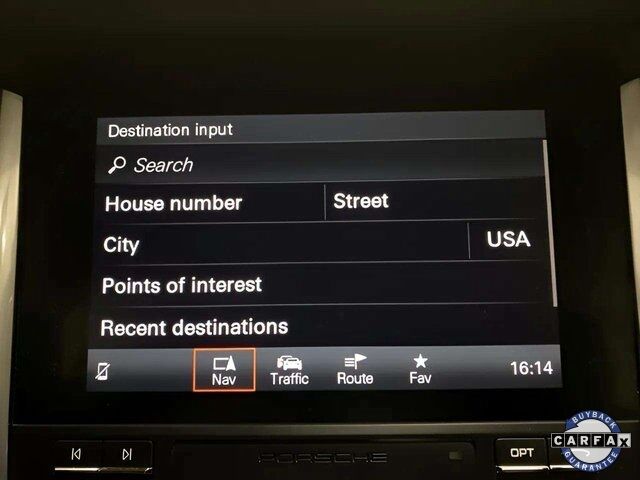 Destination input
Search
House number Street
City USA
Points of interest
Recent destinations
Nav Traffic Route Fav 16:14
PORSCHE OPT
BUYBACK
CARFAX
GUARANTEE